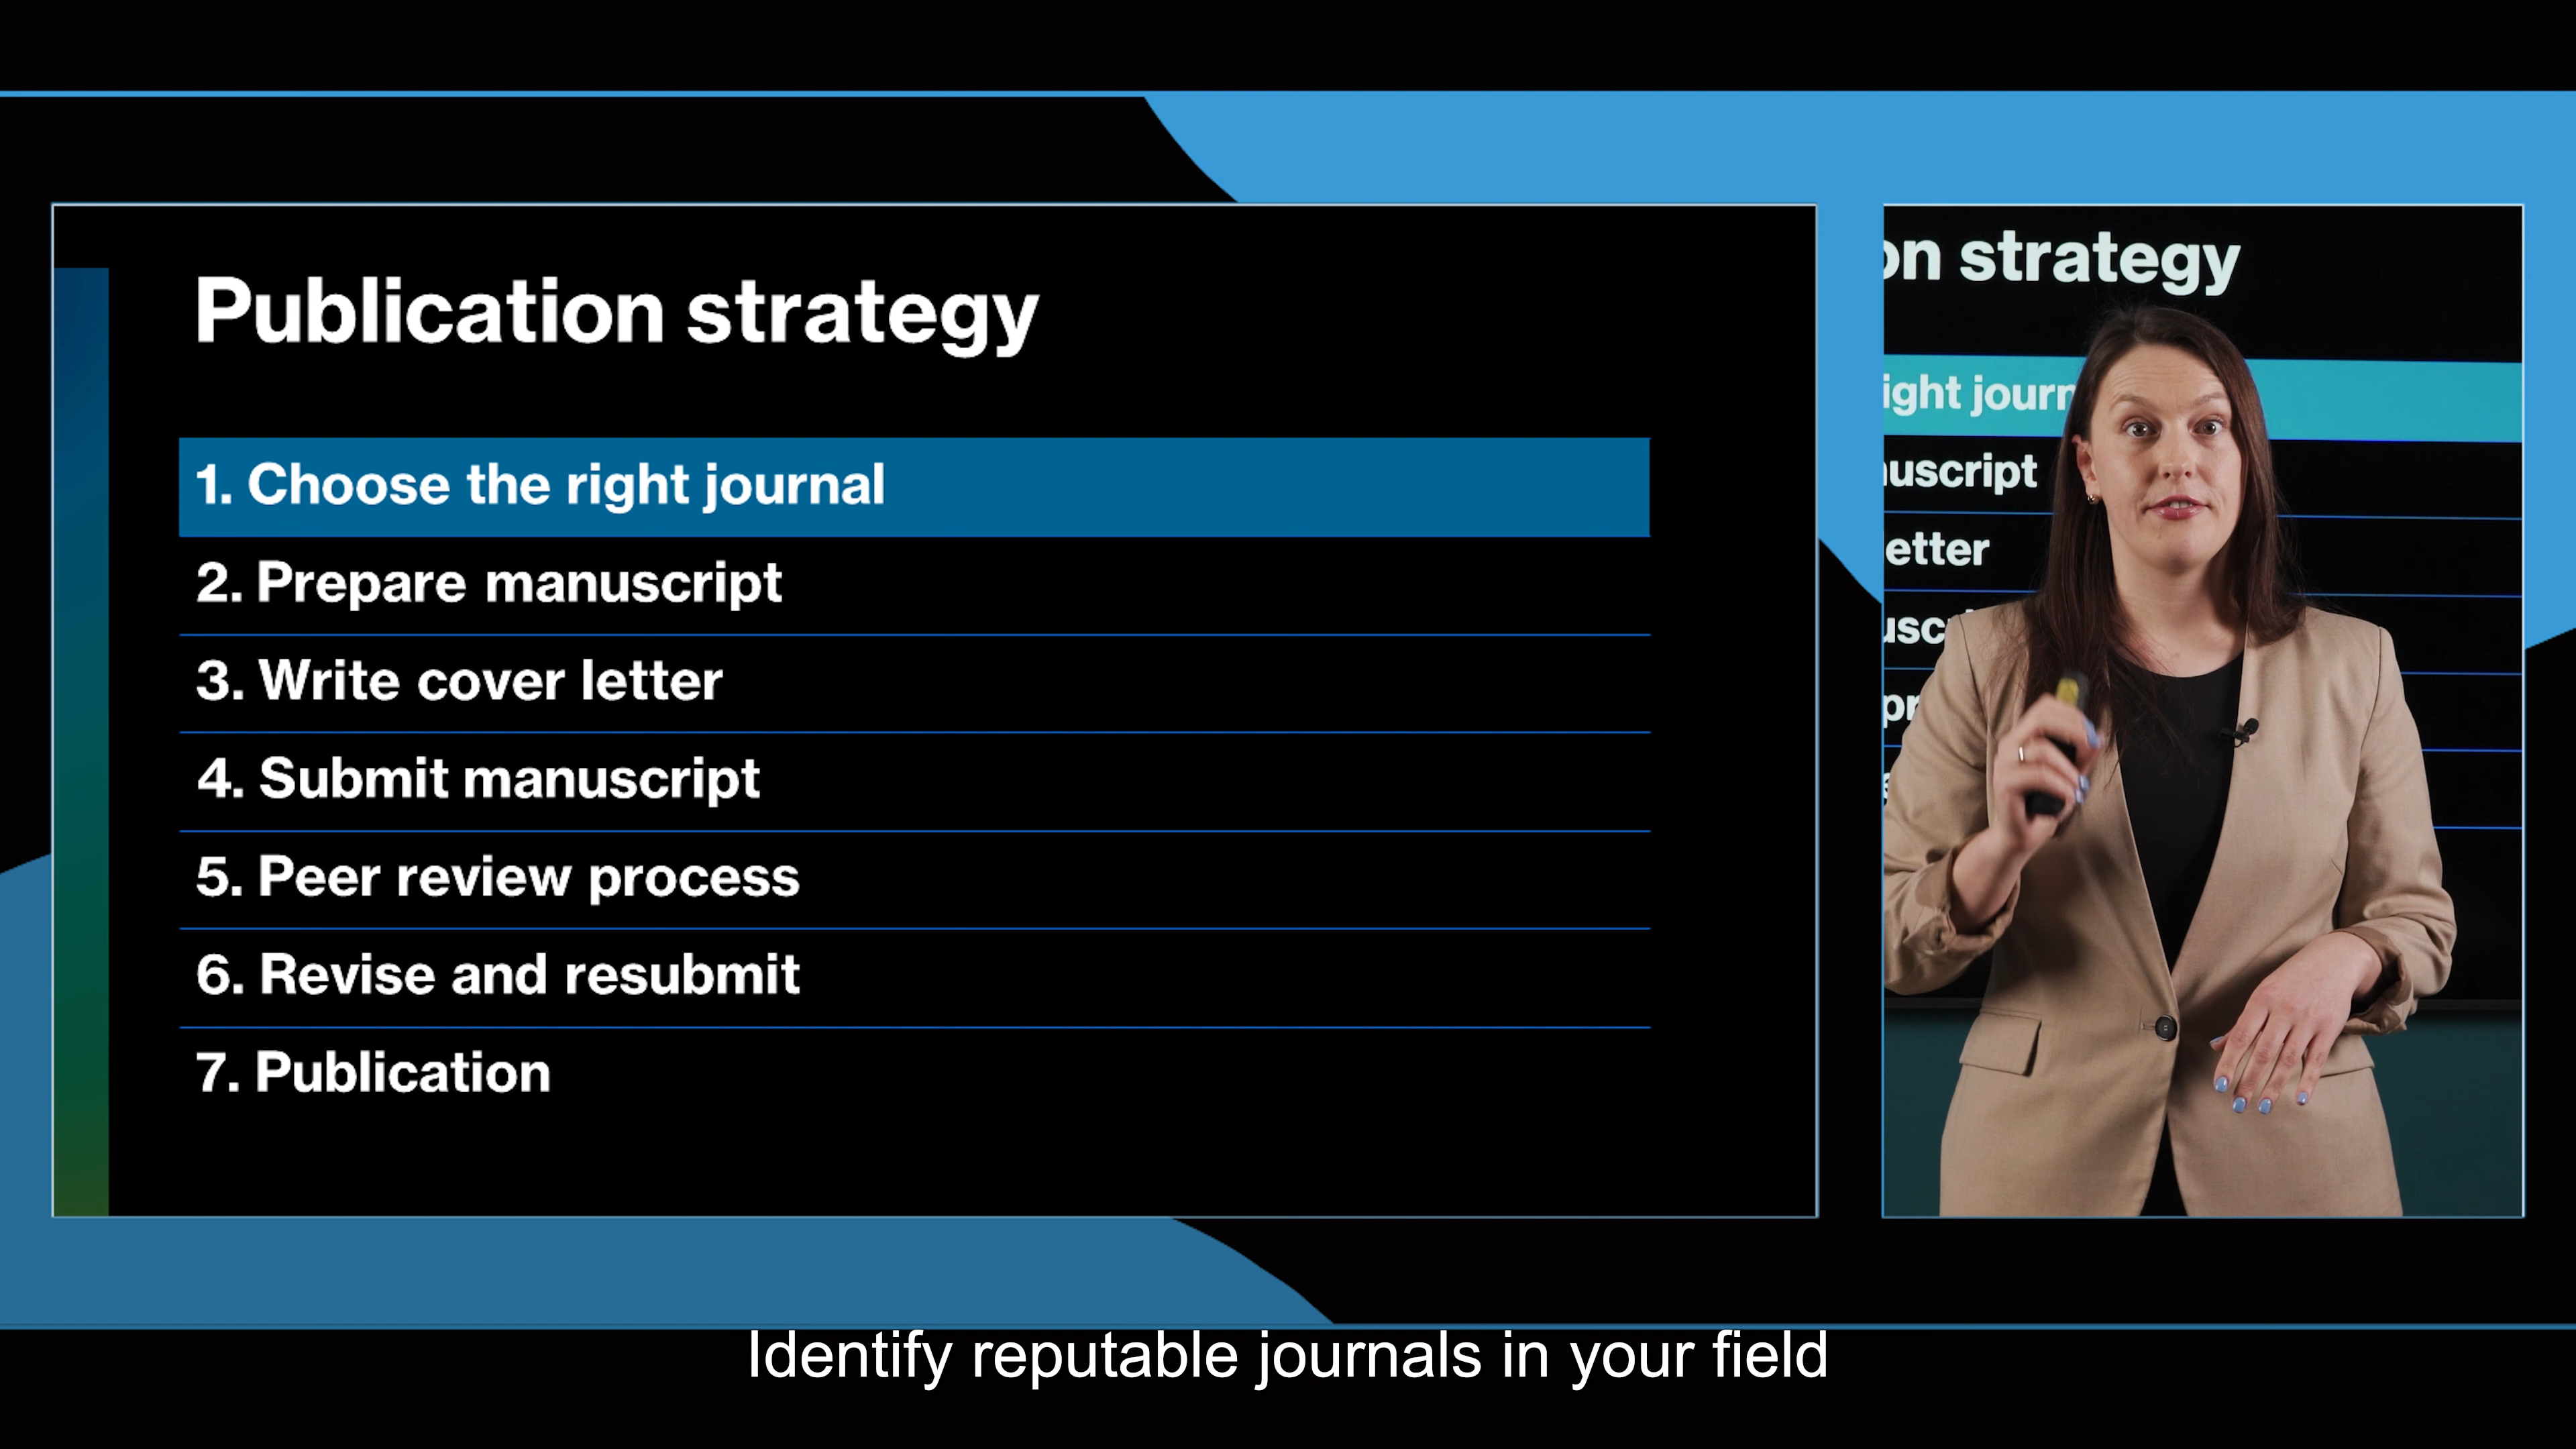 Publication strategy
1. Choose the right journal
2. Prepare manuscript
3. Write cover letter
4. Submit manuscript
5. Peer review process
6. Revise and resubmit
7. Publication
on strategy
ight journ
uscript
etter
usc
pr
Identify reputable journals in your field